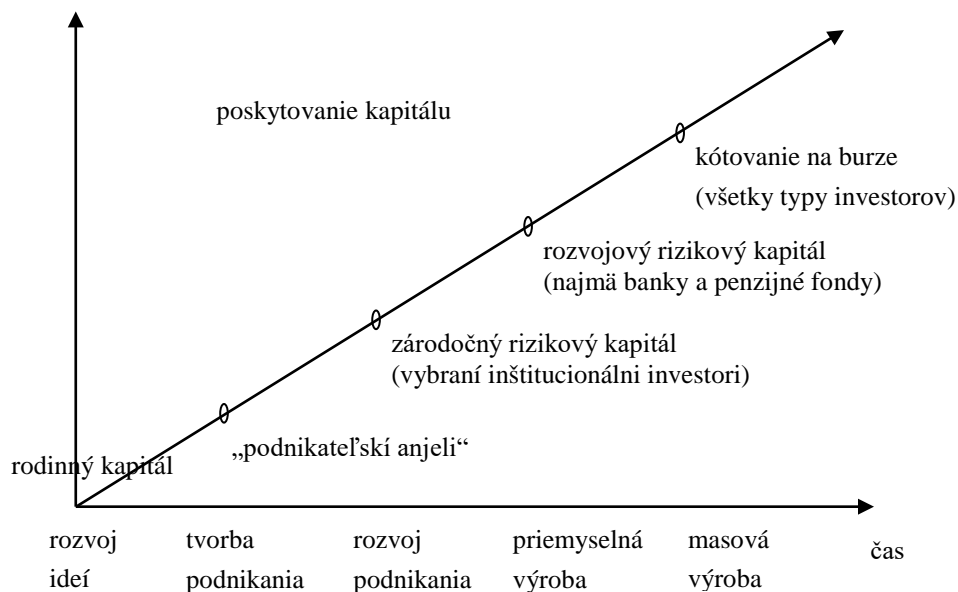 poskytovanie kapitálu
kótovanie na burze
(všetky typy investorov)
rozvojový rizikový kapitál
(najmä banky a penzijné fondy)
zárodočný rizikový kapitál
(vybraní inštitucionálni investori)
„podnikateľskí anjeli“
rodinný kapitál
rozvoj
ideí
tvorba
podnikania
rozvoj
podnikania
priemyselná
výroba
masová
výroba
čas